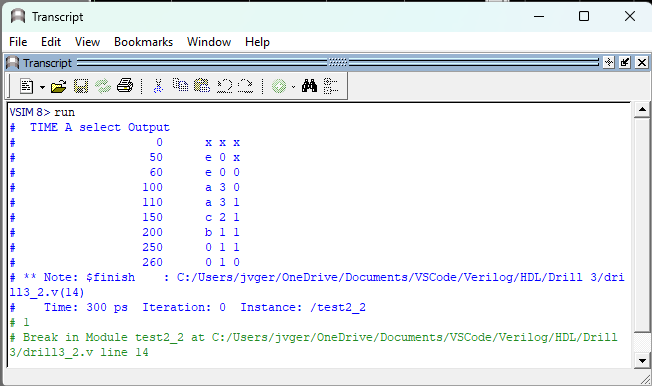 Transcript
File Edit View Bookmarks Window Help
Transcript
VSIM 8> run
#  TIME A select Output
#                    0      x x x
#                   50      e 0 x
#                   60      e 0 0
#                  100      a 3 0
#                  110      a 3 1
#                  150      c 2 1
#                  200      b 1 1
#                  250      0 1 1
#                  260      0 1 0
# ** Note: $finish    : C:/Users/jvger/OneDrive/Documents/VSCode/Verilog/HDL/Drill 3/dri
ll3_2.v(14)
#    Time: 300 ps  Iteration: 0  Instance: /test2_2
# 1
# Break in Module test2_2 at C:/Users/jvger/OneDrive/Documents/VSCode/Verilog/HDL/Drill
3/drill3_2.v line 14